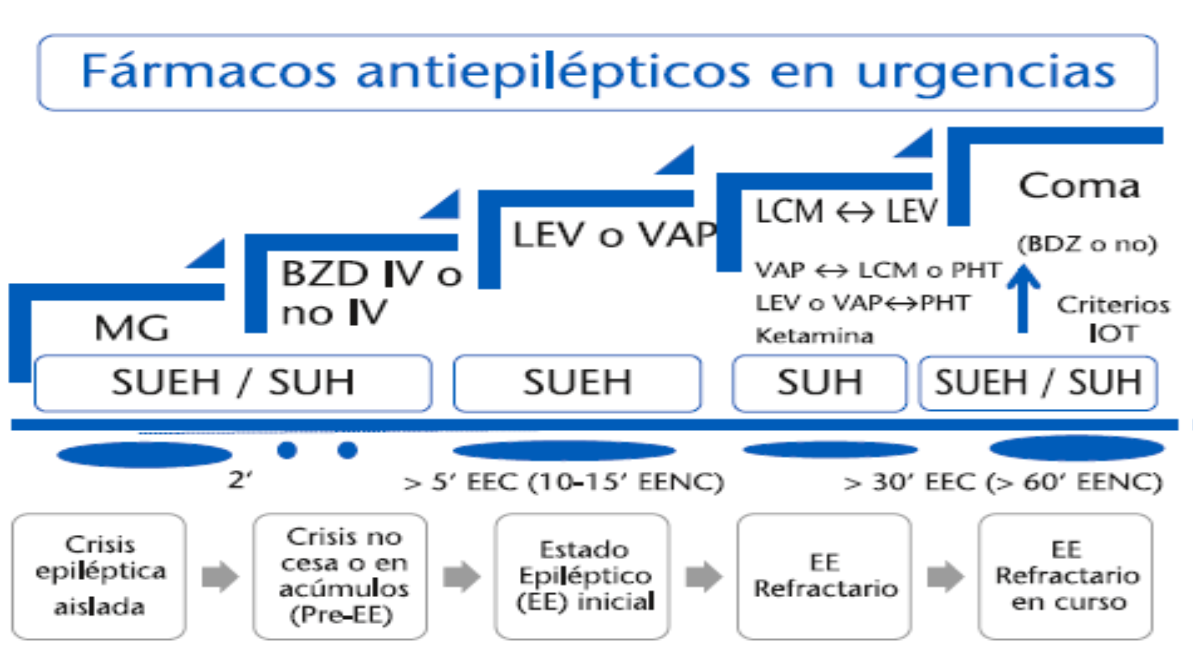 Fármacos antiepilépticos en urgencias
MG
BZD IV o
no IV
LEV o VAP
LCM ↔ LEV
VAP ↔ LCM o PHT
LEV o VAP↔PHT
Ketamina
Coma
(BDZ o no)
Criterios
IOT
SUEH / SUH
SUEH
SUH
SUEH / SUH
2'
> 5' EEC (10-15' EENC)
> 30' EEC (> 60' EENC)
Crisis
epiléptica
aislada
Crisis no
cesa o en
acúmulos
(Pre-EE)
Estado
Epiléptico
(EE) inicial
EE
Refractario
EE
Refractario
en curso